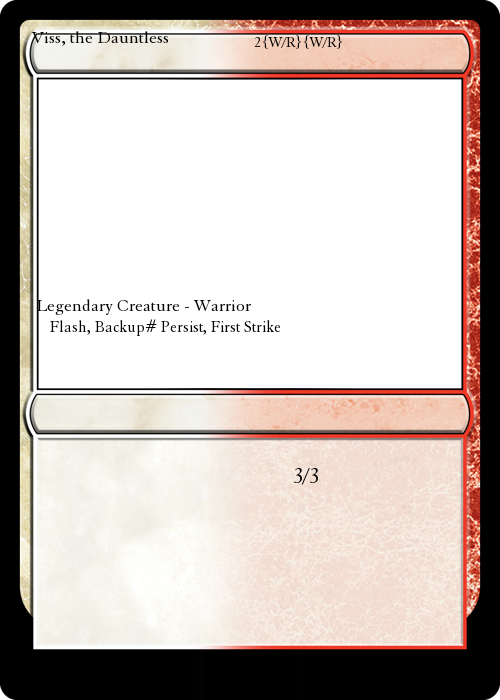 Viss, the Dauntless
2{W/R}{W/R}
Legendary Creature - Warrior
Flash, Backup# Persist, First Strike
3/3